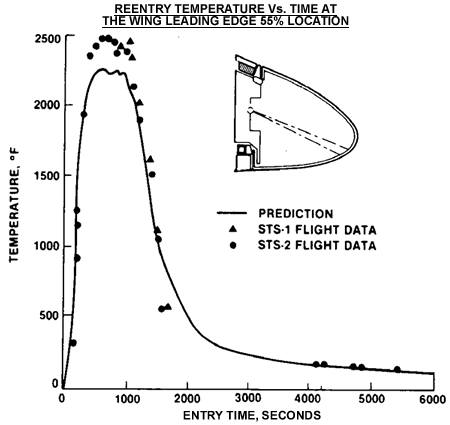 REENTRY TEMPERATURE Vs. TIME AT
THE WING LEADING EDGE 55% LOCATION
2500
2000
1500
1000
500
0
TEMPERATURE, °F
PREDICTION
STS-1 FLIGHT DATA
STS-2 FLIGHT DATA
0 1000 2000 3000 4000 5000 6000
ENTRY TIME, SECONDS